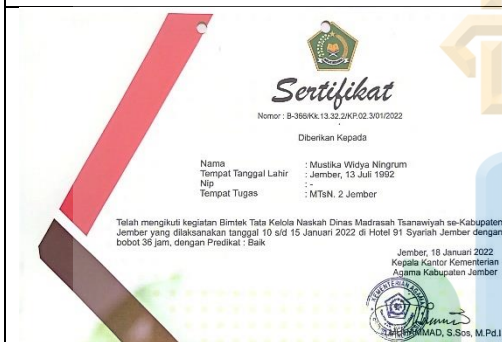 Sertifikat
Nomor : B-366/Kk.13.32.2/KP.02.3/01/2022
Diberikan Kepada
Nama : Mustika Widya Ningrum
Tempat Tanggal Lahir : Jember, 13 Juli 1992
Nip : -
Tempat Tugas : MTsN. 2 Jember
Telah mengikuti kegiatan Bimtek Tata Kelola Naskah Dinas Madrasah Tsanawiyah se-Kabupaten
Jember yang dilaksanakan tanggal 10 s/d 15 Januari 2022 di Hotel 91 Syariah Jember dengan
bobot 36 jam, dengan Predikat : Baik
Jember, 18 Januari 2022
Kepala Kantor Kementerian
Agama Kabupaten Jember
KEMENTERIAN AGAMA
MUHAMMAD, S.Sos, M.Pd.I